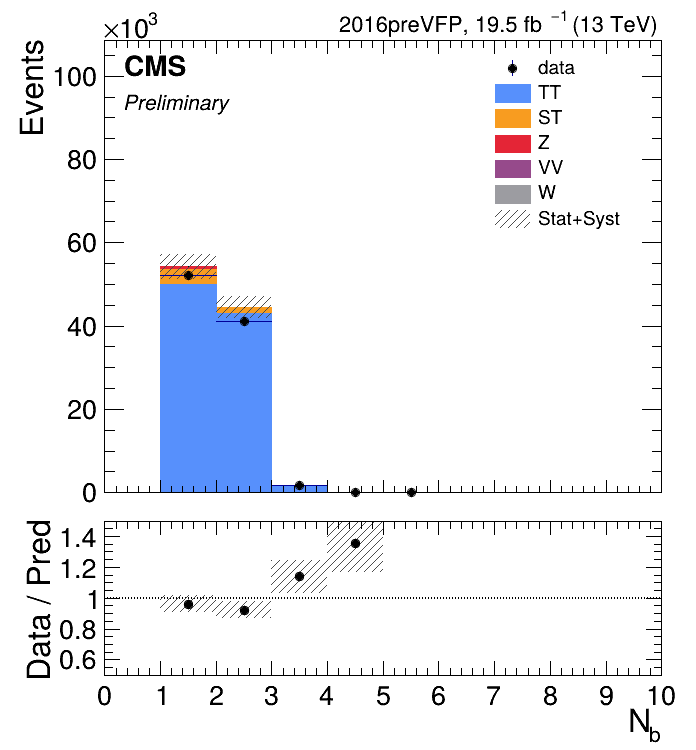 ×10³
2016preVFP, 19.5 fb ⁻¹ (13 TeV)
Events
CMS
Preliminary
data
TT
ST
Z
VV
W
Stat+Syst
100
80
60
40
20
0
Data / Pred
1.4
1.2
1
0.8
0.6
0 1 2 3 4 5 6 7 8 9 10
N_b